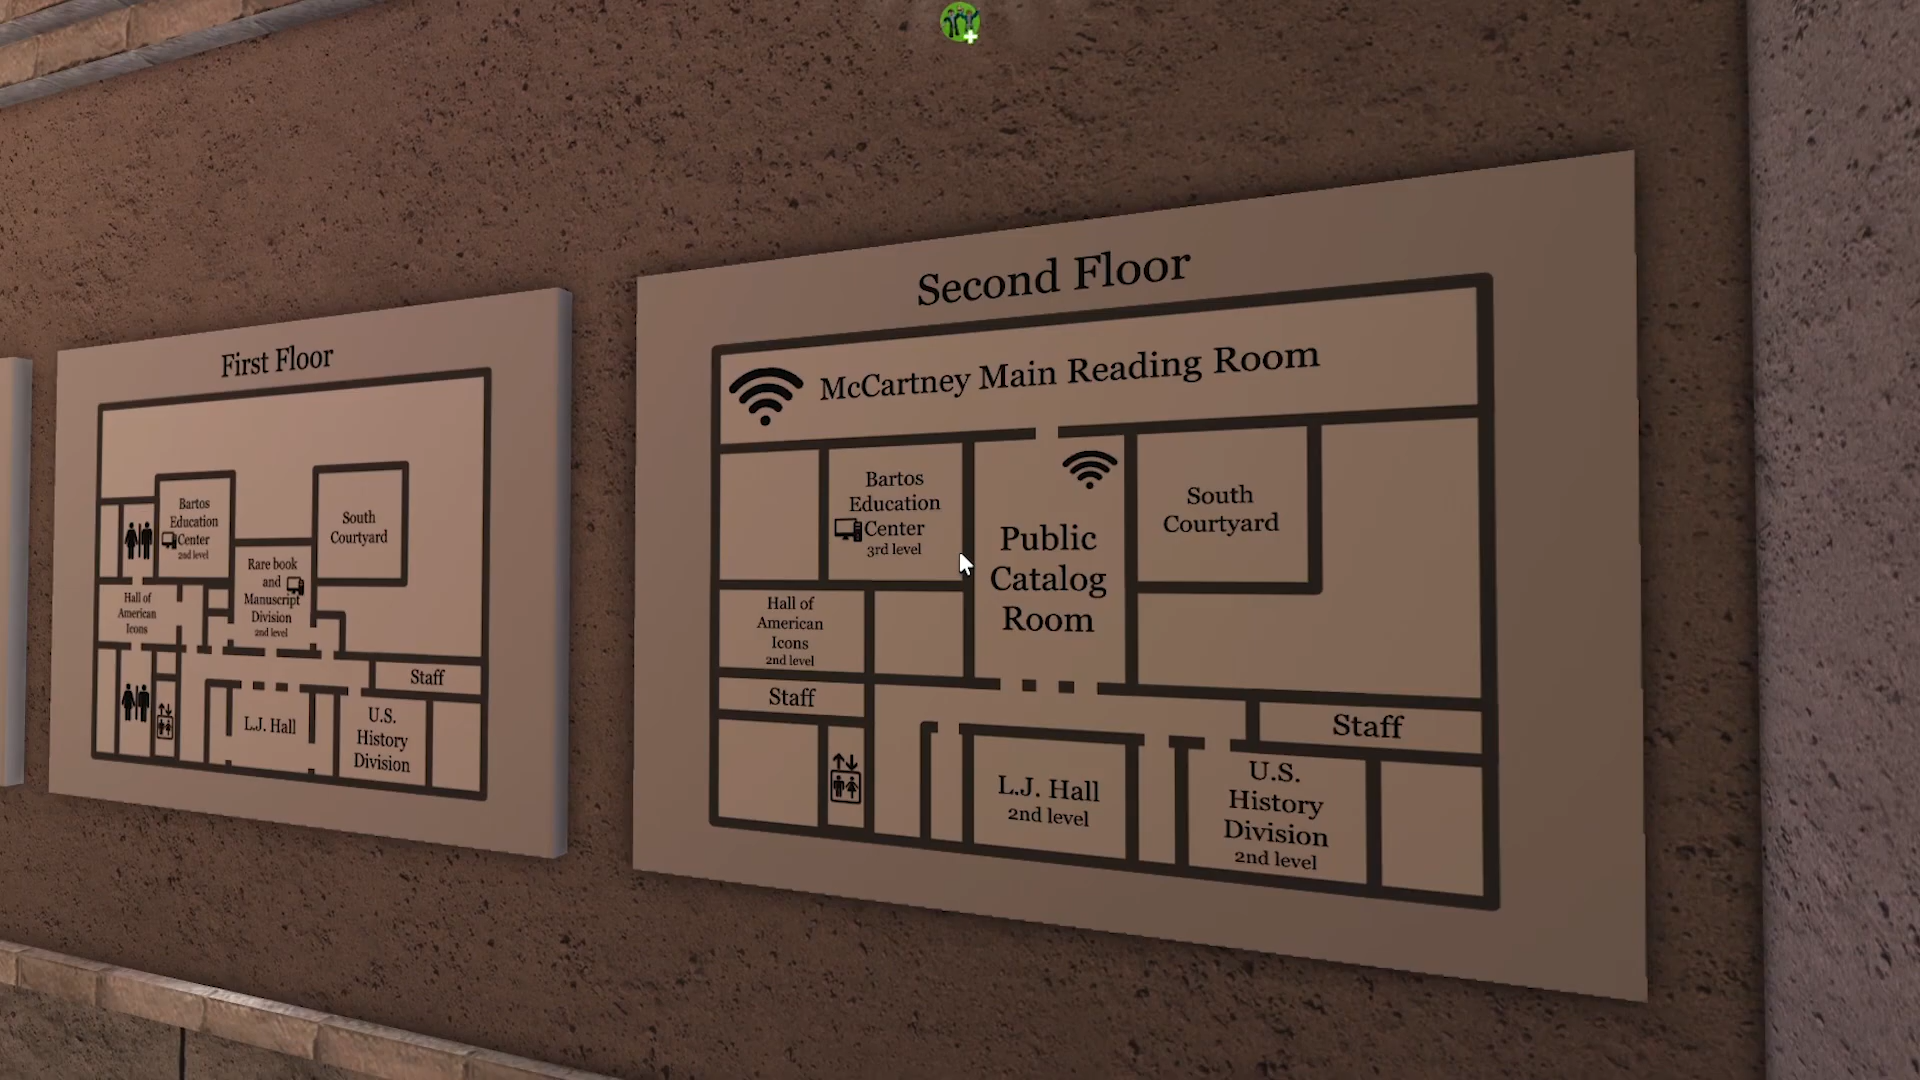 First Floor
Bartos
Education
Center
2nd level
South
Courtyard
Rare book
and
Manuscript
Division
2nd level
Hall of
American
Icons
Staff
L.J. Hall
U.S.
History
Division
Second Floor
McCartney Main Reading Room
Bartos
Education
Center
3rd level
Public
Catalog
Room
South
Courtyard
Hall of
American
Icons
2nd level
Staff
Staff
L.J. Hall
2nd level
U.S.
History
Division
2nd level